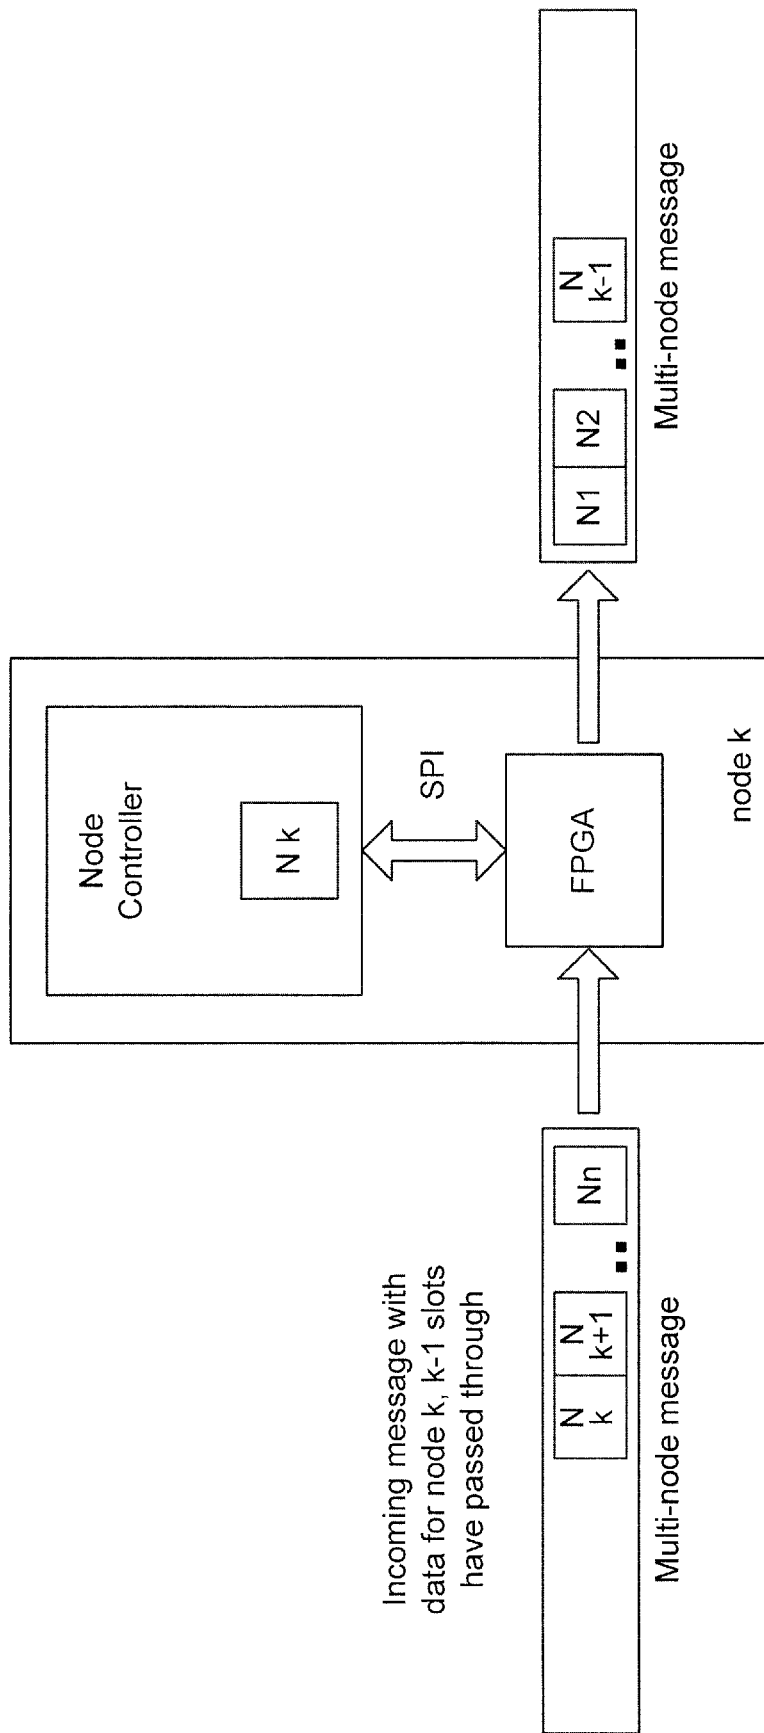 Incoming message with
data for node k, k-1 slots
have passed through
N
k
N
k+1
Nn
Multi-node message
Node
Controller
N k
SPI
FPGA
node k
N1
N2
N
k-1
Multi-node message